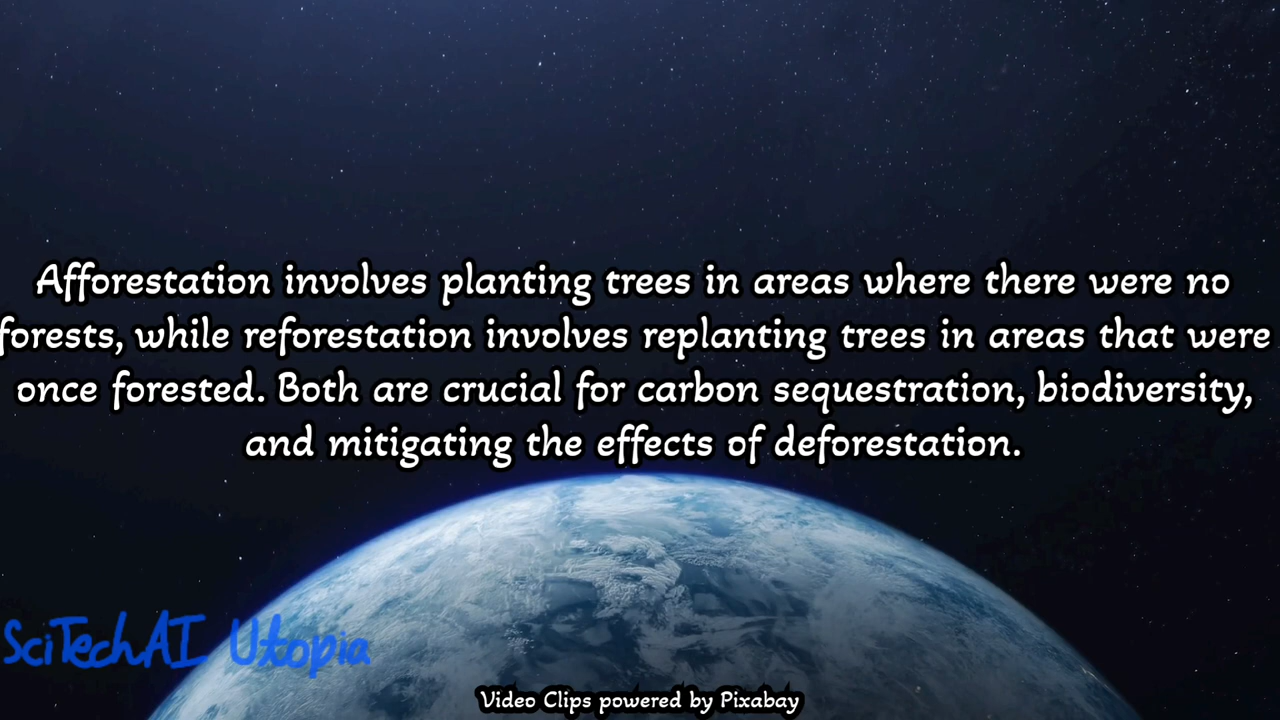 Afforestation involves planting trees in areas where there were no
forests, while reforestation involves replanting trees in areas that were
once forested. Both are crucial for carbon sequestration, biodiversity,
and mitigating the effects of deforestation.
SciTechAI Utopia
Video Clips powered by Pixabay